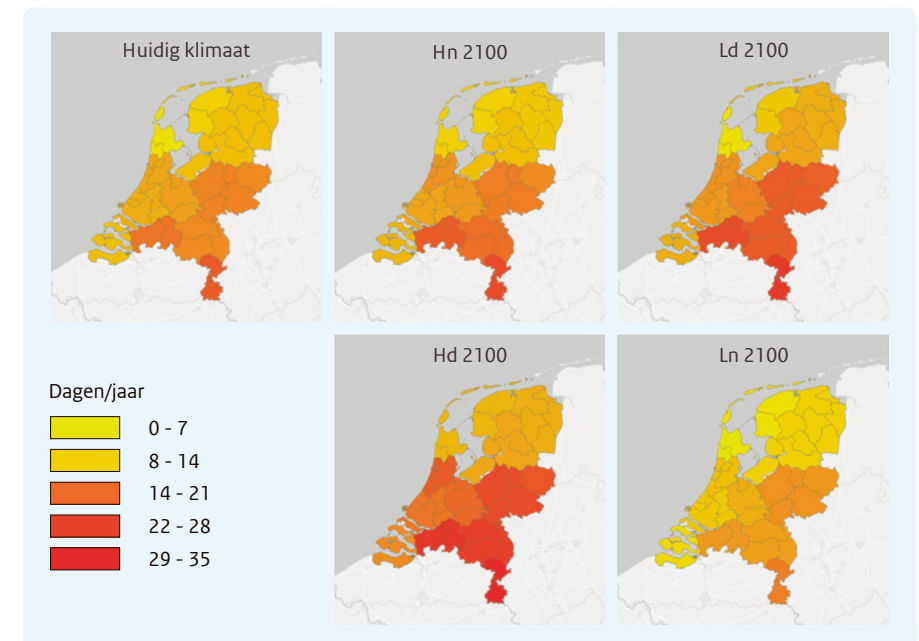 Huidig klimaat
Hn 2100
Ld 2100
Hd 2100
Ln 2100
Dagen/jaar
0 - 7
8 - 14
14 - 21
22 - 28
29 - 35